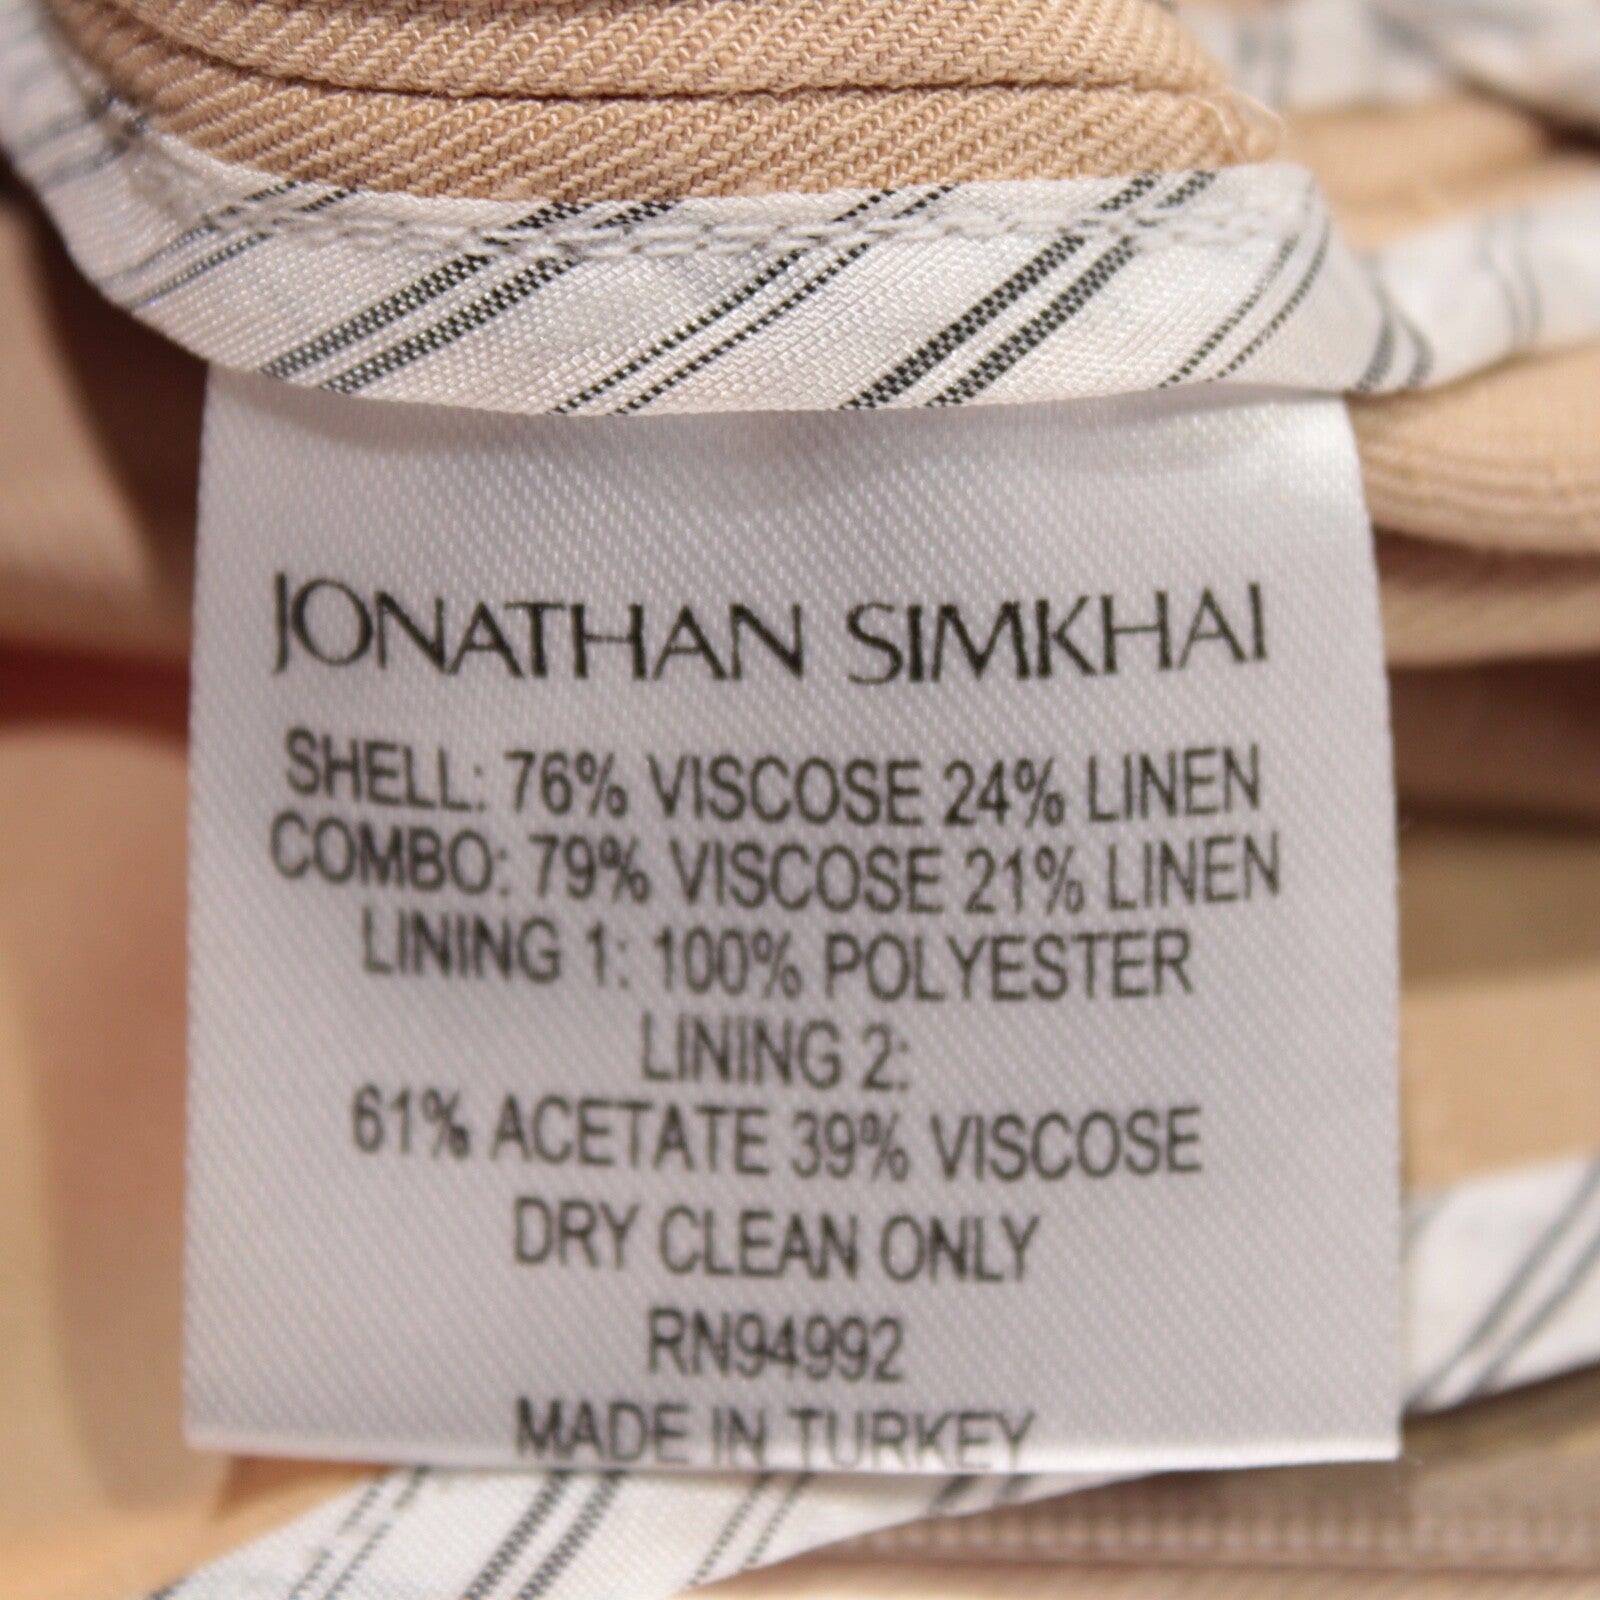 JONATHAN SIMKHAI
SHELL: 76% VISCOSE 24% LINEN
COMBO: 79% VISCOSE 21% LINEN
LINING 1: 100% POLYESTER
LINING 2:
61% ACETATE 39% VISCOSE
DRY CLEAN ONLY
RN94992
MADE IN TURKEY